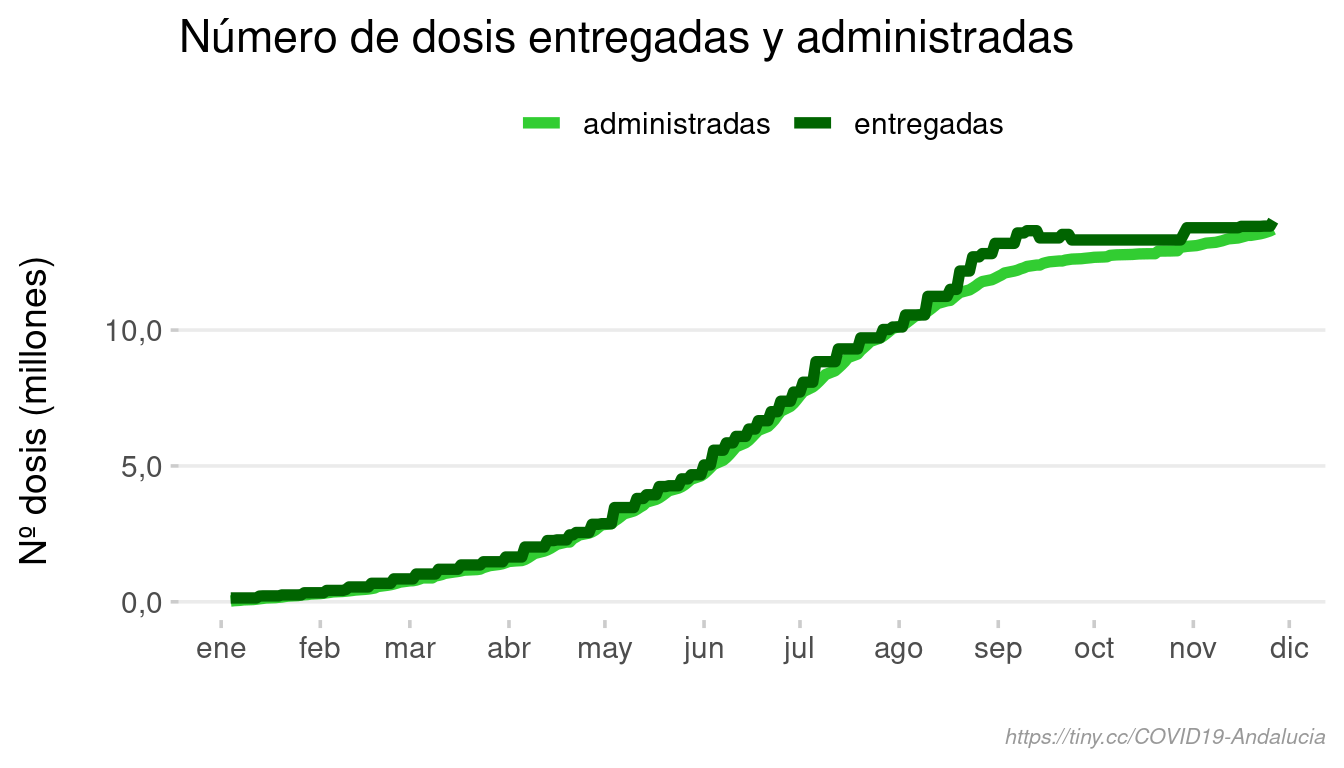 Número de dosis entregadas y administradas
administradas entregadas
Nº dosis (millones)
10,0
5,0
0,0
ene feb mar abr may jun jul ago sep oct nov dic
https://tiny.cc/COVID19-Andalucia